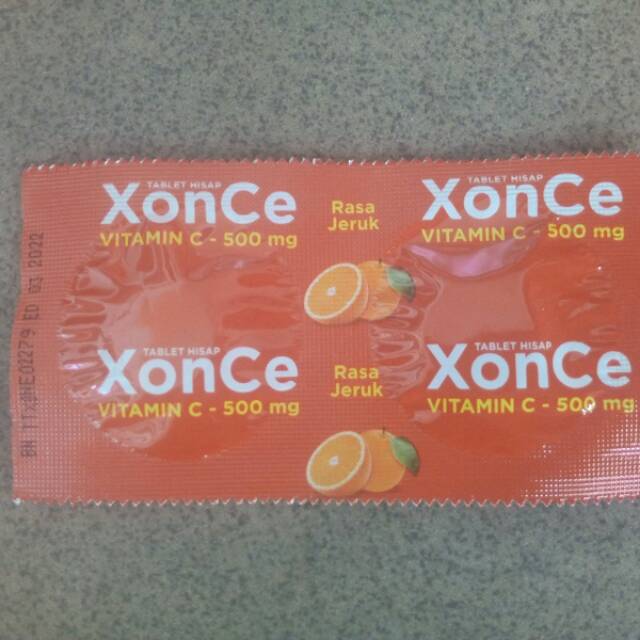 TABLET HISAP
XonCe
VITAMIN C - 500 mg
Rasa
Jeruk
TABLET HISAP
XonCe
VITAMIN C - 500 mg
TABLET HISAP
XonCe
VITAMIN C - 500 mg
Rasa
Jeruk
TABLET HISAP
XonCe
VITAMIN C - 500 mg
ED 03 2022
BN